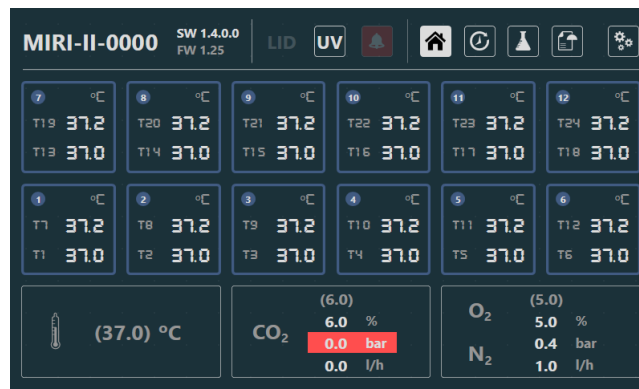 MIRI-II-0000 SW 1.4.0.0 LID UV
FW 1.25
7 °C 8 °C 9 °C 10 °C 11 °C 12 °C
T19 37.2 T20 37.2 T21 37.2 T22 37.2 T23 37.2 T24 37.2
T13 37.0 T14 37.0 T15 37.0 T16 37.0 T17 37.0 T18 37.0
1 °C 2 °C 3 °C 4 °C 5 °C 6 °C
T7 37.2 T8 37.2 T9 37.2 T10 37.2 T11 37.2 T12 37.2
T1 37.0 T2 37.0 T3 37.0 T4 37.0 T5 37.0 T6 37.0
(37.0) °C
CO₂
(6.0)
6.0 %
0.0 bar
0.0 l/h
O₂
N₂
(5.0)
5.0 %
0.4 bar
1.0 l/h